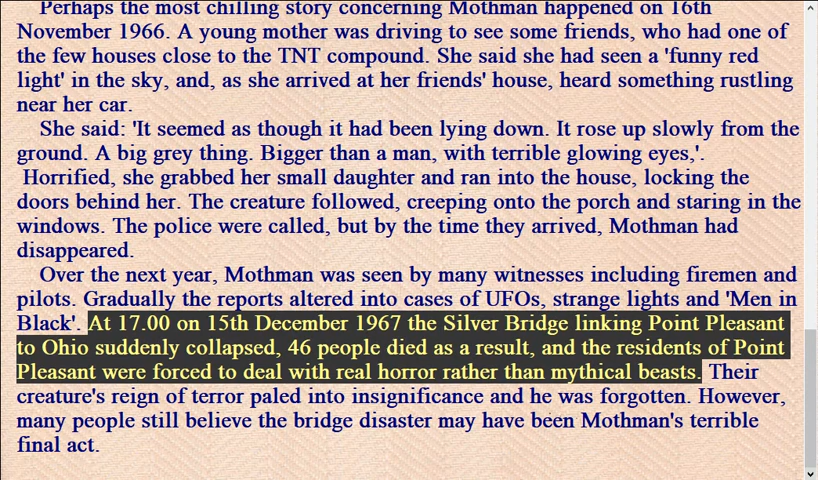 Perhaps the most chilling story concerning Mothman happened on 16th
November 1966. A young mother was driving to see some friends, who had one of
the few houses close to the TNT compound. She said she had seen a 'funny red
light' in the sky, and, as she arrived at her friends' house, heard something rustling
near her car.
She said: 'It seemed as though it had been lying down. It rose up slowly from the
ground. A big grey thing. Bigger than a man, with terrible glowing eyes,'.
Horrified, she grabbed her small daughter and ran into the house, locking the
doors behind her. The creature followed, creeping onto the porch and staring in the
windows. The police were called, but by the time they arrived, Mothman had
disappeared.
Over the next year, Mothman was seen by many witnesses including firemen and
pilots. Gradually the reports altered into cases of UFOs, strange lights and 'Men in
Black'. At 17.00 on 15th December 1967 the Silver Bridge linking Point Pleasant
to Ohio suddenly collapsed, 46 people died as a result, and the residents of Point
Pleasant were forced to deal with real horror rather than mythical beasts. Their
creature's reign of terror paled into insignificance and he was forgotten. However,
many people still believe the bridge disaster may have been Mothman's terrible
final act.